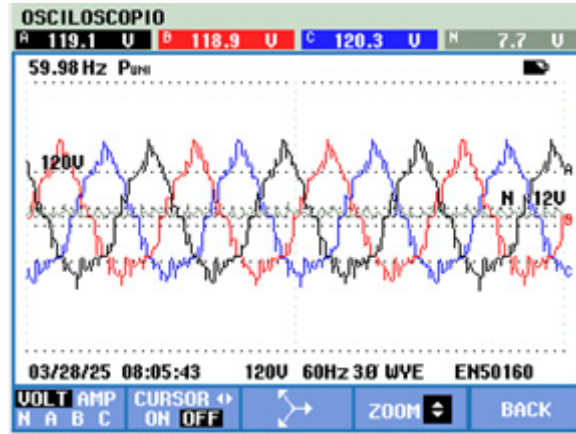 OSCILOSCOPIO
A 119.1 V B 118.9 V C 120.3 V N 7.7 V
59.98 Hz PUNI
120V
A
N 12V
B
C
03/28/25 08:05:43 120V 60Hz 3Ø WYE EN50160
VOLT AMP CURSOR ON OFF ZOOM BACK
N A B C